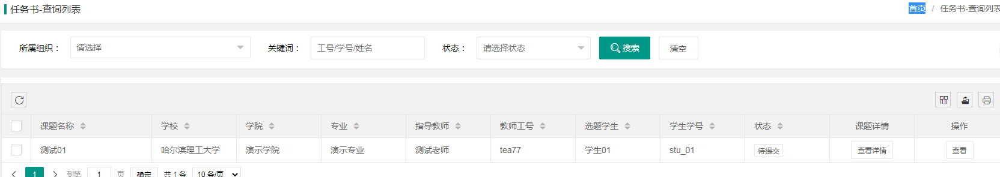 任务书-查询列表
首页 / 任务书-查询列表
所属组织： 请选择 关键词： 工号/学号/姓名 状态： 请选择状态 搜索 清空
课题名称 学校 学院 专业 指导教师 教师工号 选题学生 学生学号 状态 课题详情 操作
测试01 哈尔滨理工大学 演示学院 演示专业 测试老师 tea77 学生01 stu_01 待提交 查看详情 查看
1 到第 1 页 确定 共 1 条 10 条/页